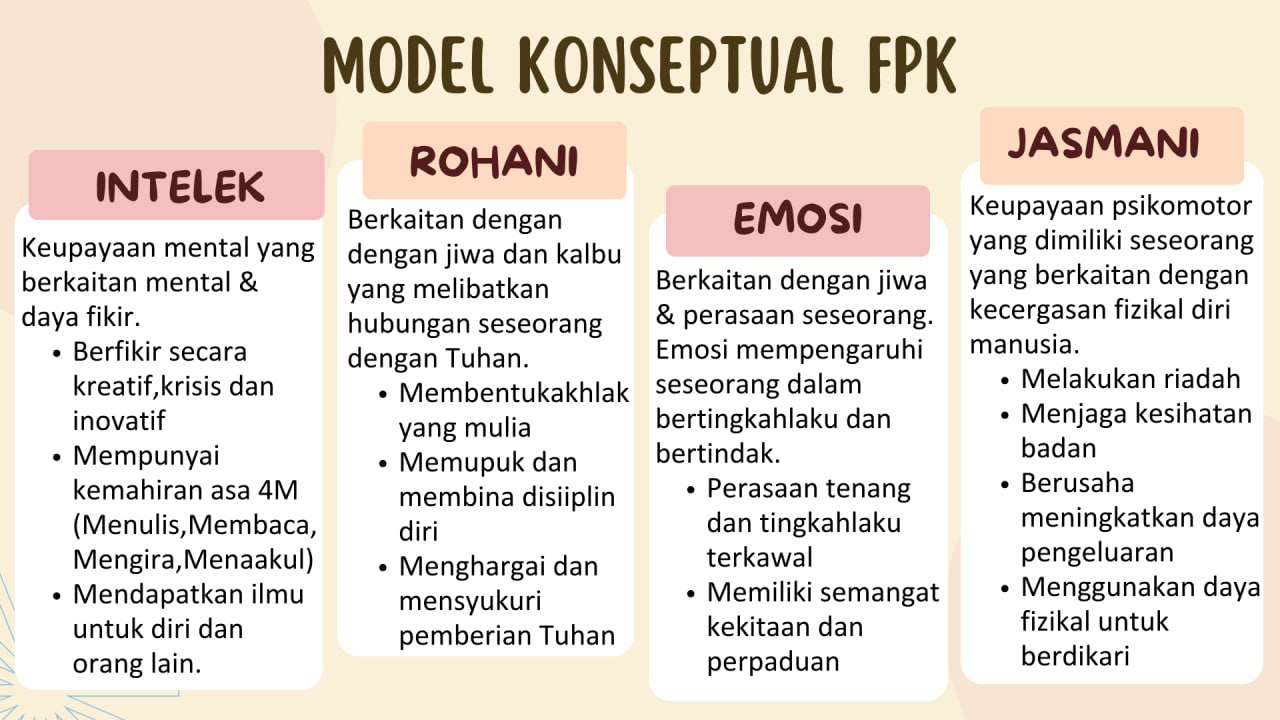 MODEL KONSEPTUAL FPK
INTELEK
Keupayaan mental yang
berkaitan mental &
daya fikir.
• Berfikir secara
kreatif,krisis dan
inovatif
• Mempunyai
kemahiran asa 4M
(Menulis,Membaca,
Mengira,Menaakul)
• Mendapatkan ilmu
untuk diri dan
orang lain.
ROHANI
Berkaitan dengan
dengan jiwa dan kalbu
yang melibatkan
hubungan seseorang
dengan Tuhan.
• Membentukakhlak
yang mulia
• Memupuk dan
membina disiiplin
diri
• Menghargai dan
mensyukuri
pemberian Tuhan
EMOSI
Berkaitan dengan jiwa
& perasaan seseorang.
Emosi mempengaruhi
seseorang dalam
bertingkahlaku dan
bertindak.
• Perasaan tenang
dan tingkahlaku
terkawal
• Memiliki semangat
kekitaan dan
perpaduan
JASMANI
Keupayaan psikomotor
yang dimiliki seseorang
yang berkaitan dengan
kecergasan fizikal diri
manusia.
• Melakukan riadah
• Menjaga kesihatan
badan
• Berusaha
meningkatkan daya
pengeluaran
• Menggunakan daya
fizikal untuk
berdikari